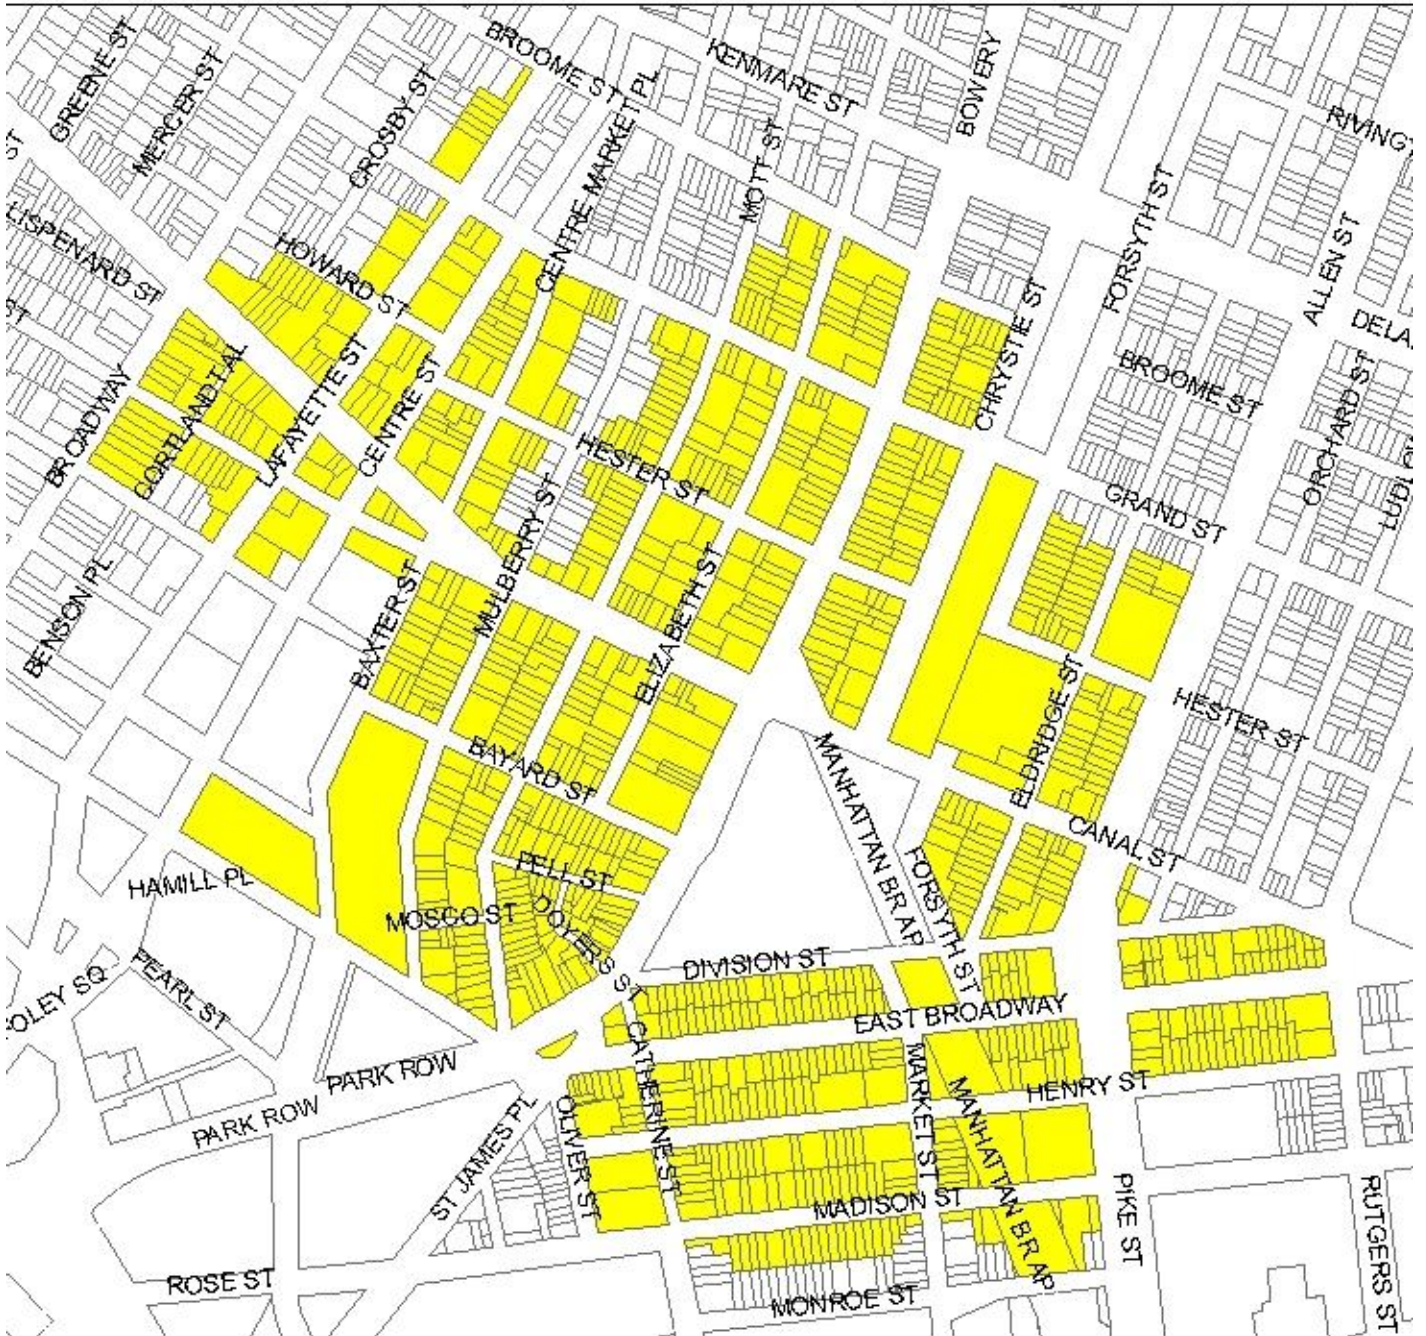 BROOME ST
KENMARE ST
BOWERY
GREENE ST
MERCER ST
CROSBY ST
CENTRE MARKET PL
MOTT ST
RIVINGT
ST
LISPENARD ST
HOWARD ST
FORSYTH ST
ALLEN ST
ST
CHRYSTIE ST
DELA
BROADWAY
CORTLANDT AL
LAFAYETTE ST
CENTRE ST
BROOME ST
ORCHARD ST
LUDLO
HESTER ST
GRAND ST
BENSON PL
BAXTER ST
MULBERRY ST
ELIZABETH ST
ELDRIDGE ST
HESTER ST
BAYARD ST
MANHATTAN BR AP
CANAL ST
HAMILL PL
PELL ST
FORSYTH ST
MOSCO ST
DOYERS ST
OLEY SQ
PEARL ST
DIVISION ST
EAST BROADWAY
PARK ROW
CATHERINE ST
MARKET ST
MANHATTAN BR AP
HENRY ST
PARK ROW
ST JAMES PL
OLIVER ST
MADISON ST
PIKE ST
RUTGERS ST
ROSE ST
MONROE ST